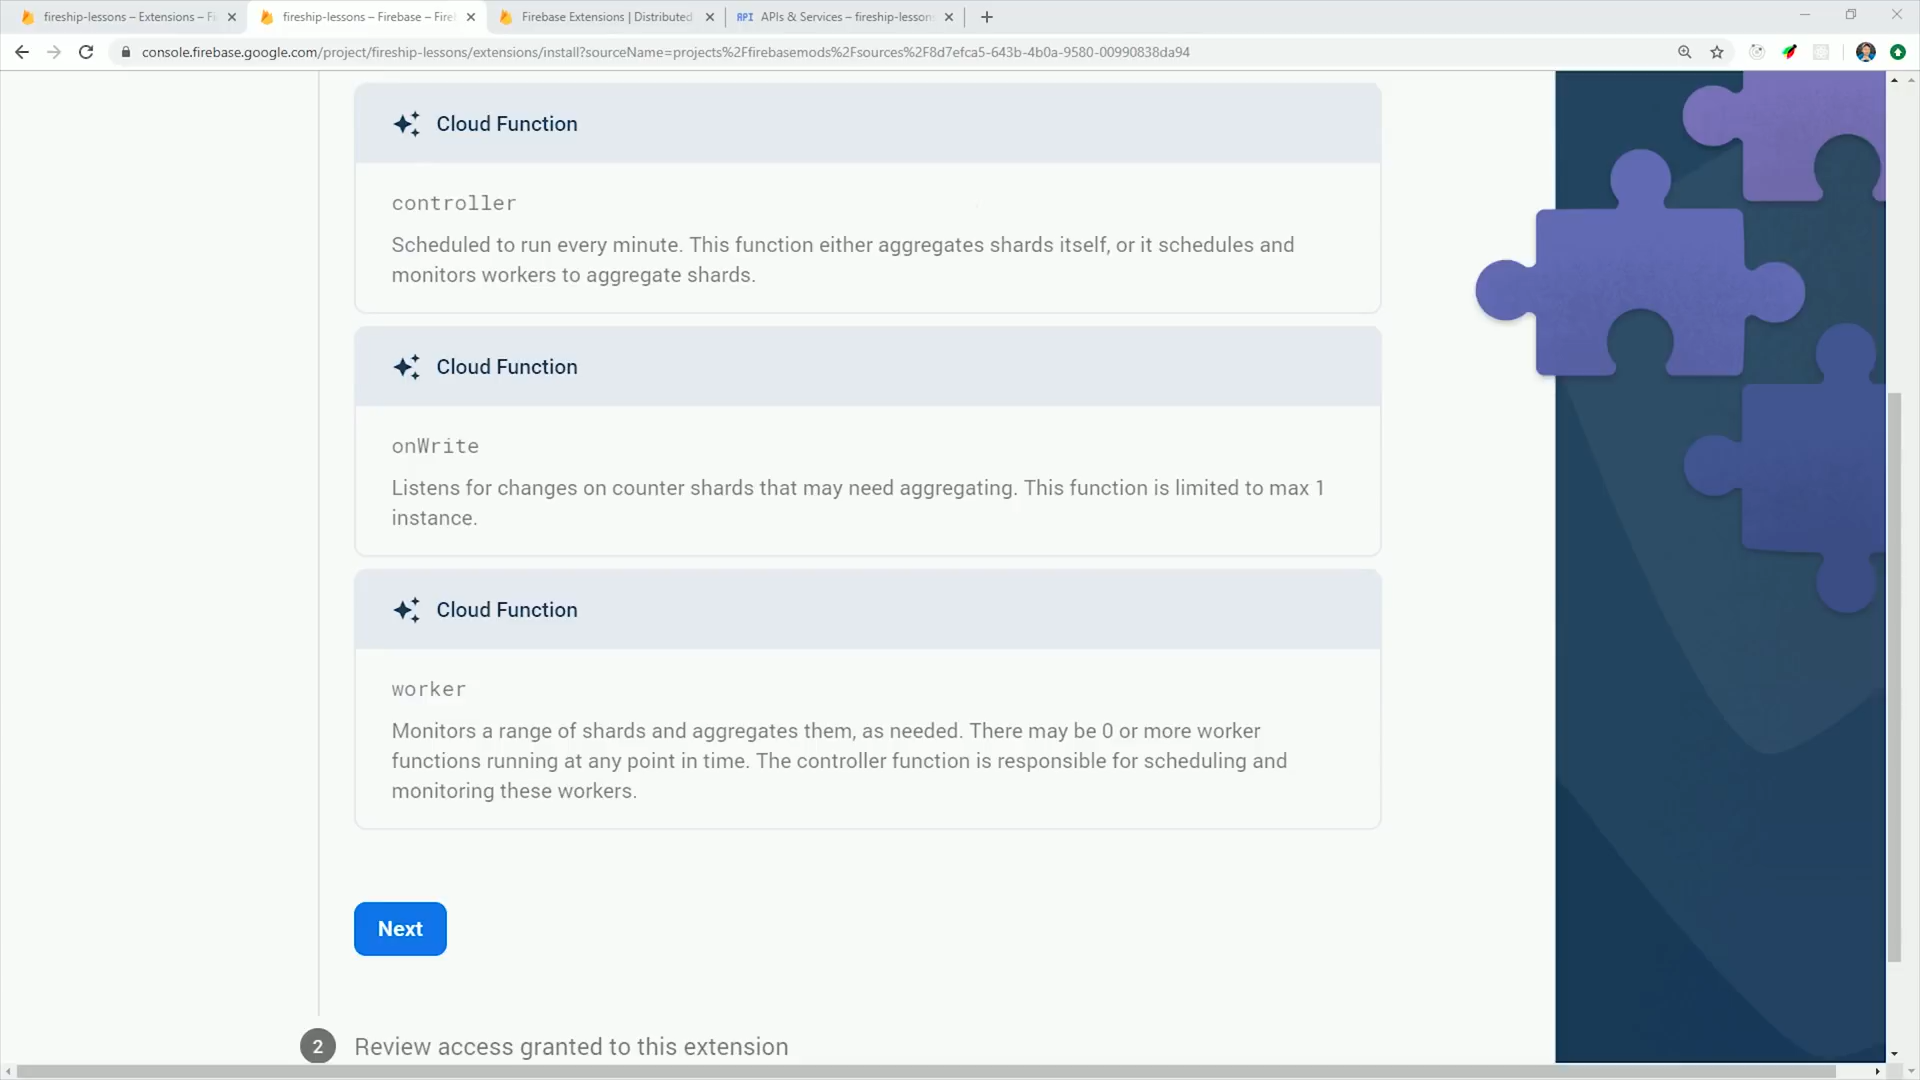 fireship-lessons – Extensions – Fi
fireship-lessons – Firebase – Fireb
Firebase Extensions | Distributed
API APIs & Services – fireship-lesson
console.firebase.google.com/project/fireship-lessons/extensions/install?sourceName=projects%2Ffirebasemods%2Fsources%2F8d7efca5-643b-4b0a-9580-00990838da94
Cloud Function
controller
Scheduled to run every minute. This function either aggregates shards itself, or it schedules and
monitors workers to aggregate shards.
Cloud Function
onWrite
Listens for changes on counter shards that may need aggregating. This function is limited to max 1
instance.
Cloud Function
worker
Monitors a range of shards and aggregates them, as needed. There may be 0 or more worker
functions running at any point in time. The controller function is responsible for scheduling and
monitoring these workers.
Next
2 Review access granted to this extension